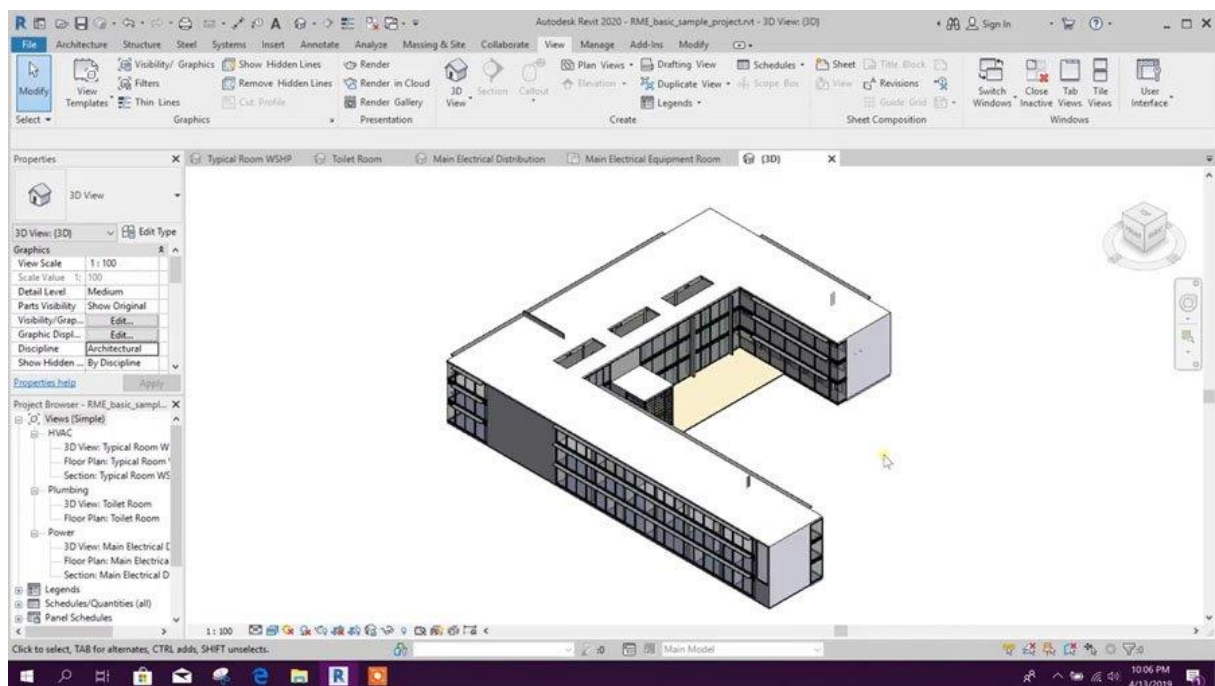 Autodesk Revit 2020 - RME_basic_sample_project.rvt - 3D View: {3D}
Sign In
File Architecture Structure Steel Systems Insert Annotate Analyze Massing & Site Collaborate View Manage Add-Ins Modify
Modify
Select
View Templates
Visibility/ Graphics
Filters
Thin Lines
Show Hidden Lines
Remove Hidden Lines
Cut Profile
Graphics
Render
Render in Cloud
Render Gallery
Presentation
3D View
Section
Callout
Plan Views
Elevation
Drafting View
Duplicate View
Legends
Schedules
Scope Box
Create
Sheet
View
Title Block
Revisions
Guide Grid
Sheet Composition
Switch Windows
Close Inactive
Tab Views
Tile Views
Windows
User Interface
Properties
Typical Room WSHP
Toilet Room
Main Electrical Distribution
Main Electrical Equipment Room
{3D}
3D View
3D View: {3D} Edit Type
Graphics
View Scale 1 : 100
Scale Value 1: 100
Detail Level Medium
Parts Visibility Show Original
Visibility/Grap... Edit...
Graphic Displ... Edit...
Discipline Architectural
Show Hidden ... By Discipline
Properties help Apply
Project Browser - RME_basic_sampl...
Views (Simple)
HVAC
3D View: Typical Room W
Floor Plan: Typical Room
Section: Typical Room WS
Plumbing
3D View: Toilet Room
Floor Plan: Toilet Room
Power
3D View: Main Electrical D
Floor Plan: Main Electrica
Section: Main Electrical D
Legends
Schedules/Quantities (all)
Panel Schedules
FRONT
1 : 100
Click to select, TAB for alternates, CTRL adds, SHIFT unselects.
:0
Main Model
:0
10:06 PM
4/13/2019